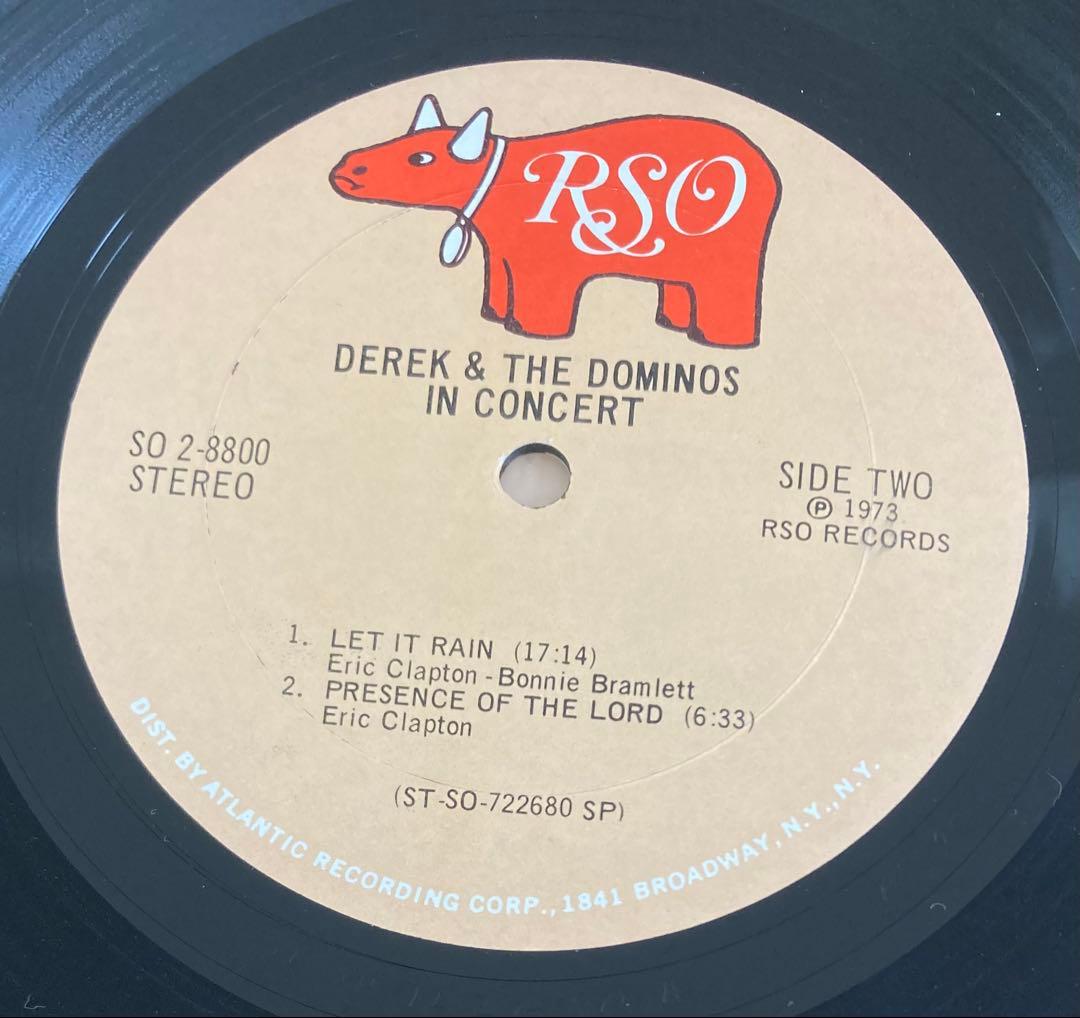 RSO
DEREK & THE DOMINOS
IN CONCERT
SO 2-8800
STEREO
SIDE TWO
Ⓟ 1973
RSO RECORDS
1. LET IT RAIN (17:14)
Eric Clapton - Bonnie Bramlett
2. PRESENCE OF THE LORD (6:33)
Eric Clapton
(ST-SO-722680 SP)
DIST. BY ATLANTIC RECORDING CORP., 1841 BROADWAY, N.Y., N.Y.